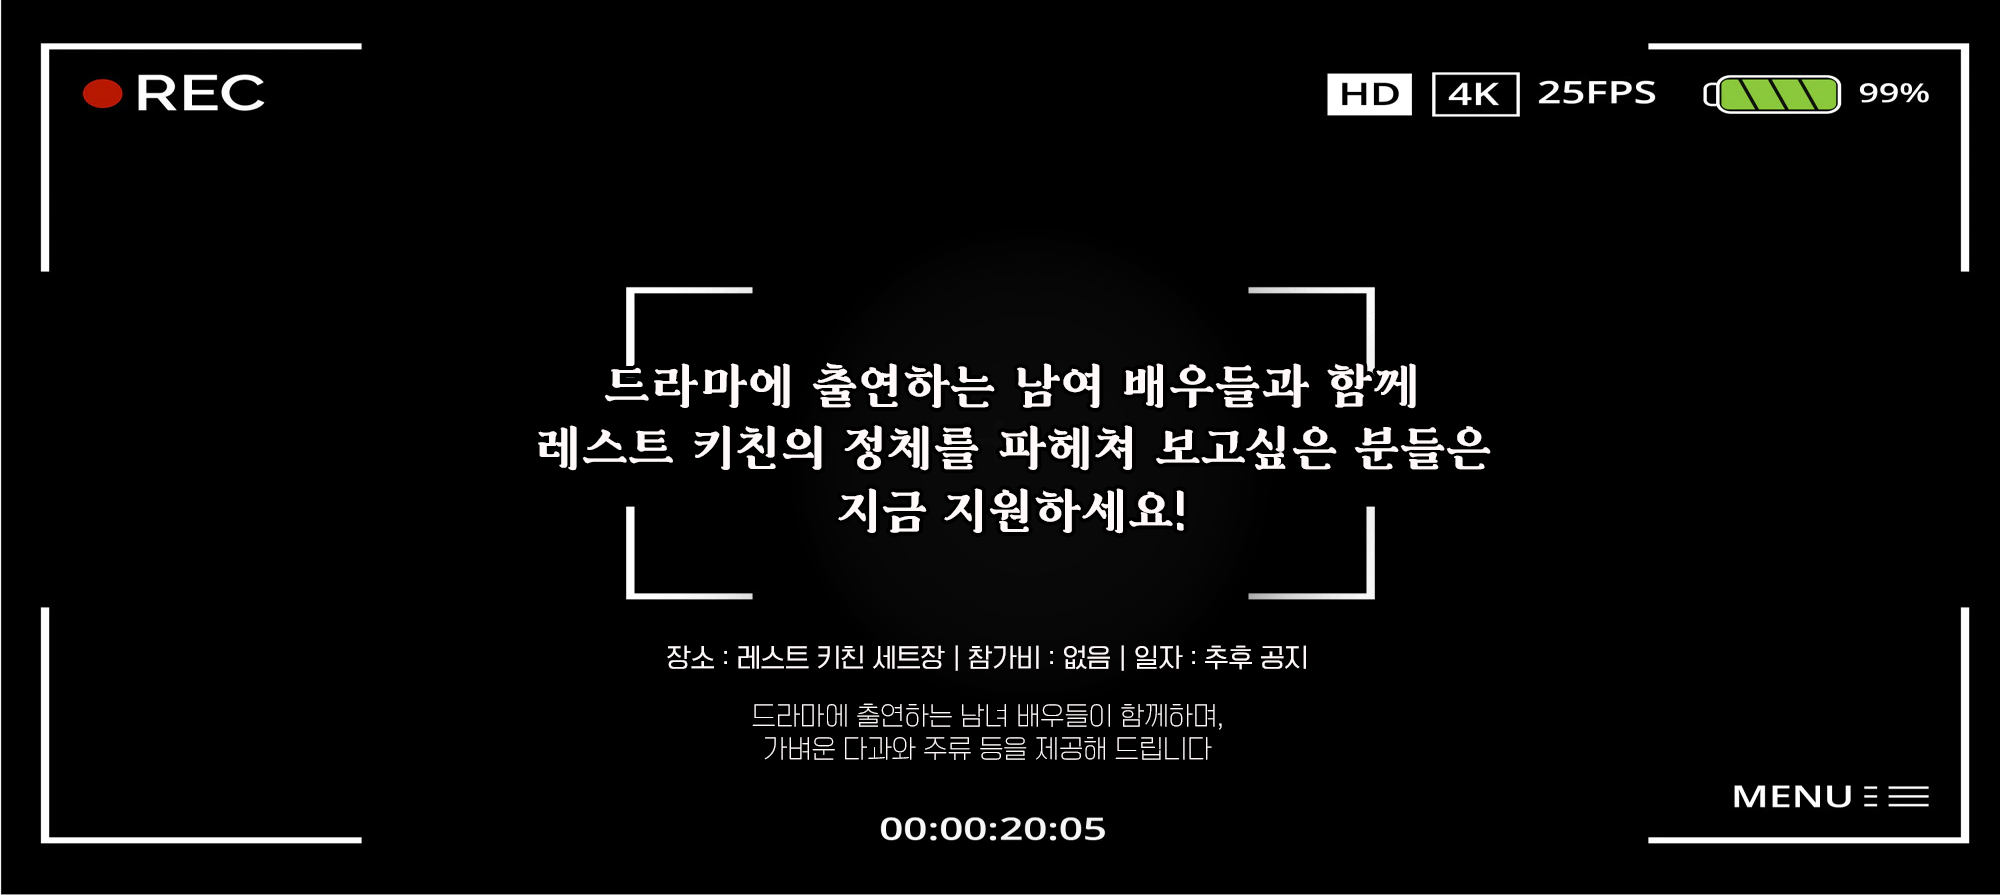 REC
HD 4K 25FPS 99%
드라마에 출연하는 남여 배우들과 함께
레스트 키친의 정체를 파헤쳐 보고싶은 분들은
지금 지원하세요!
장소 : 레스트 키친 세트장 | 참가비 : 없음 | 일자 : 추후 공지
드라마에 출연하는 남녀 배우들이 함께하며,
가벼운 다과와 주류 등을 제공해 드립니다
MENU
00:00:20:05